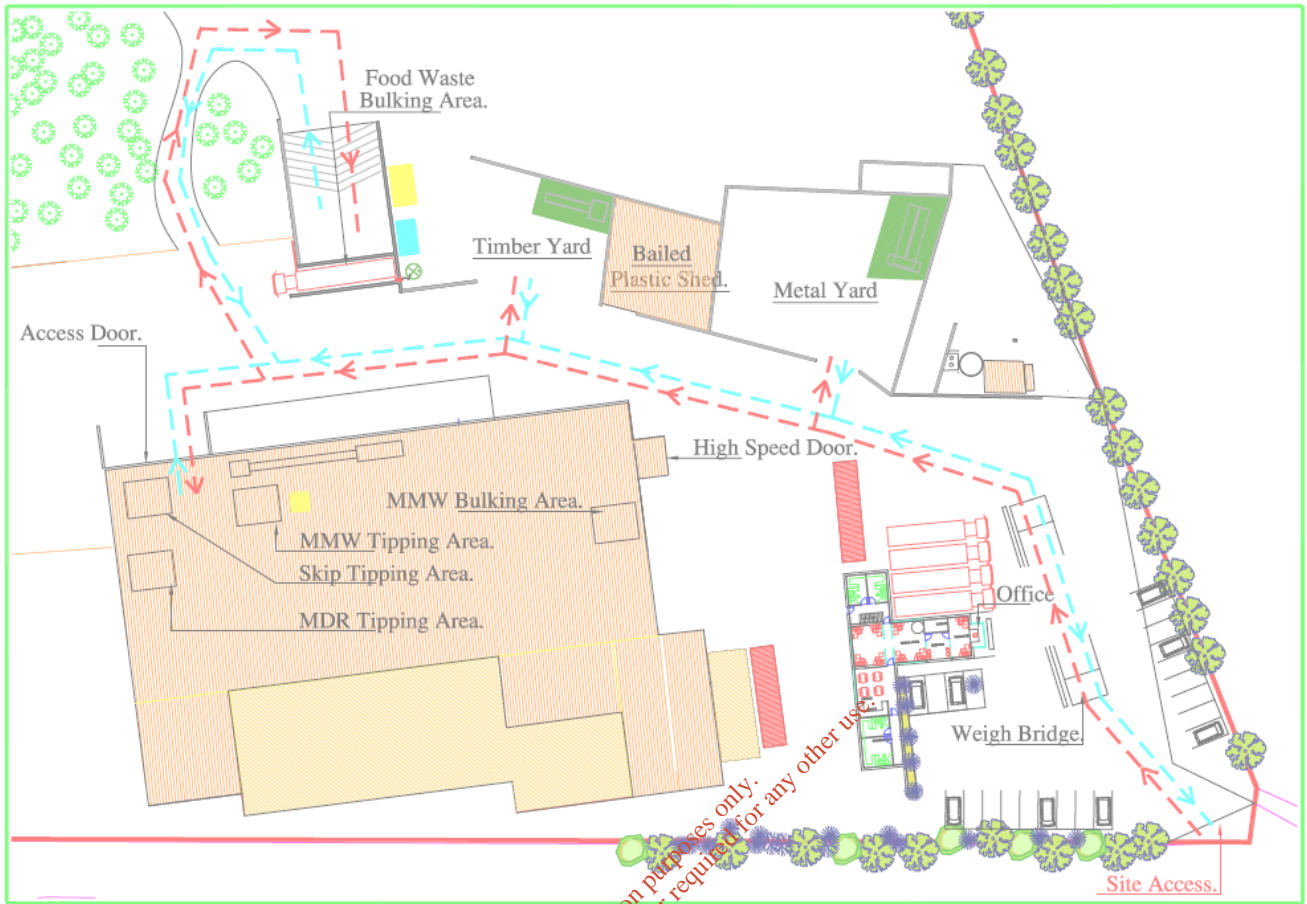 Food Waste
Bulking Area.
Timber Yard
Bailed
Plastic Shed.
Metal Yard
Access Door.
High Speed Door.
MMW Bulking Area.
MMW Tipping Area.
Skip Tipping Area.
MDR Tipping Area.
Office
Weigh Bridge.
Site Access.
on purposes only.
required for any other use.